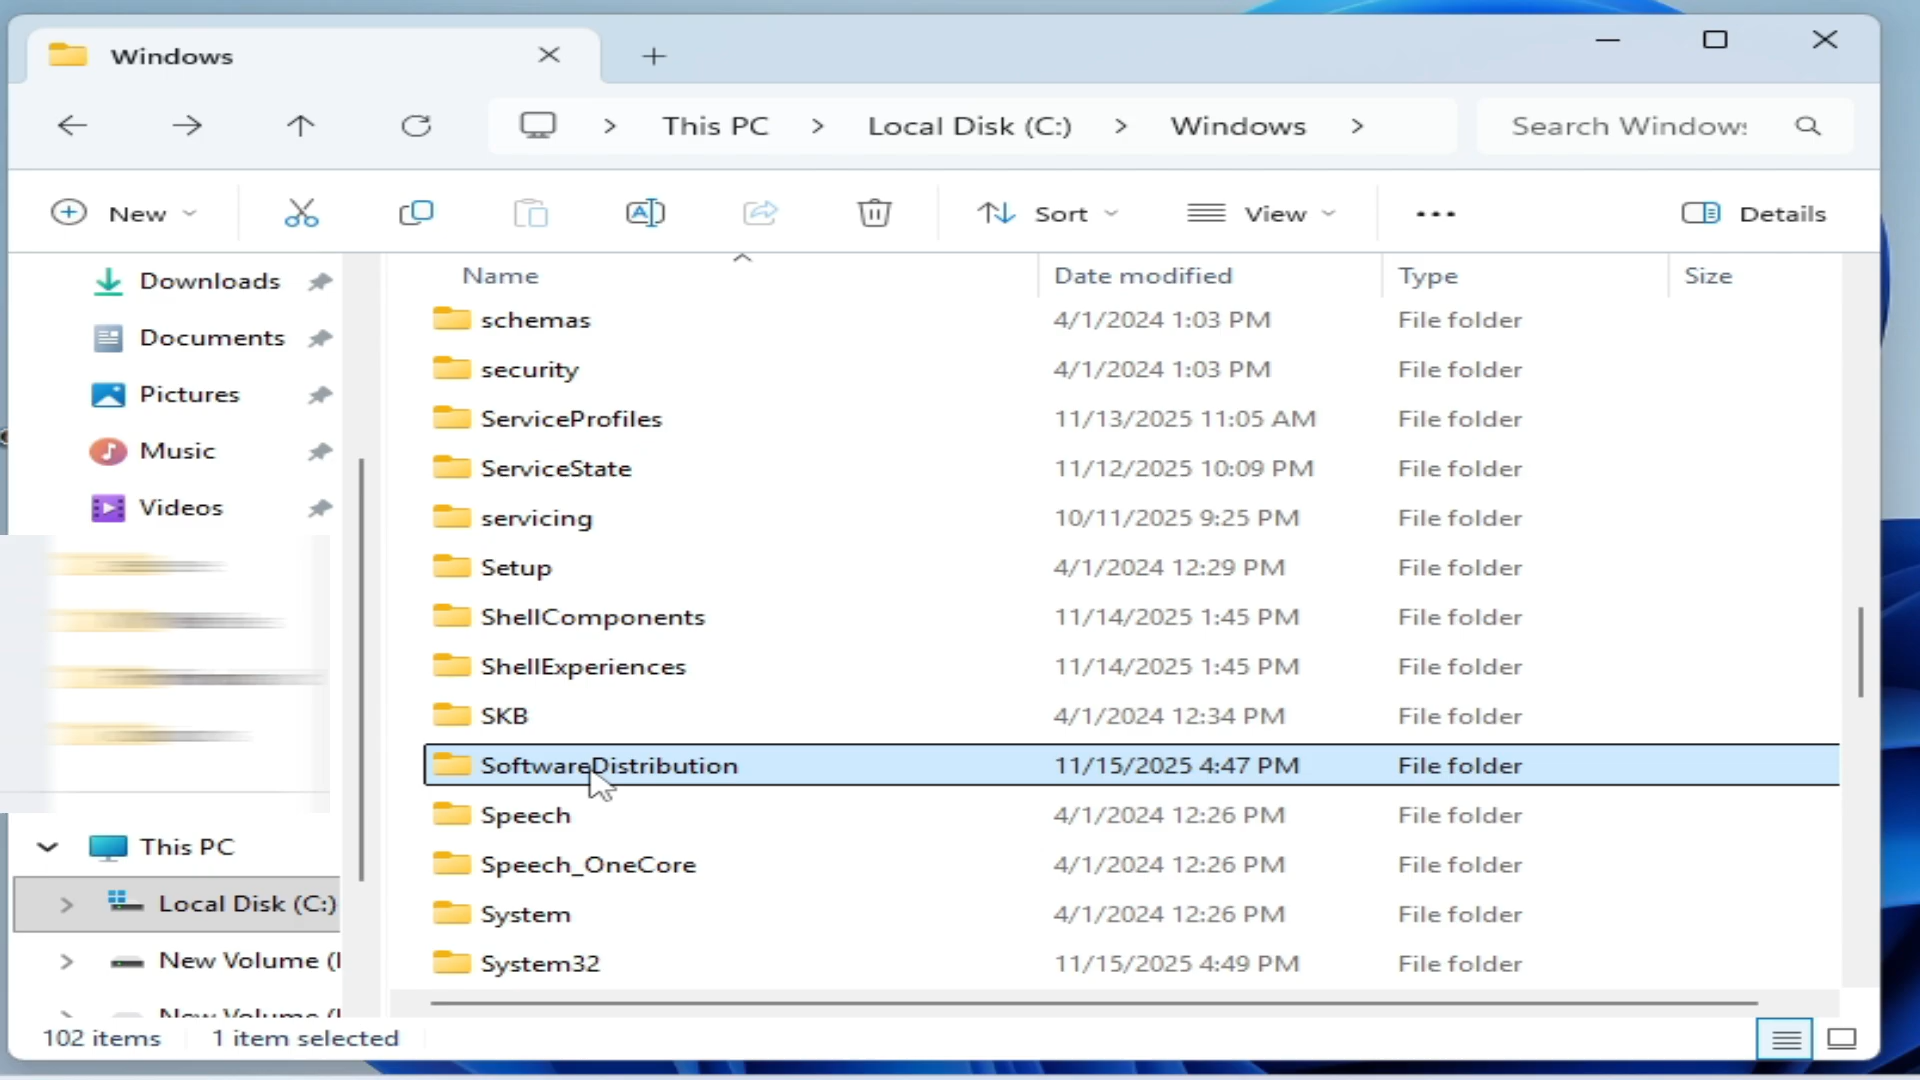 Windows
This PC > Local Disk (C:) > Windows >
Search Windows
New
Sort
View
Details
Name
Date modified
Type
Size
Downloads
Documents
Pictures
Music
Videos
This PC
Local Disk (C:)
New Volume (
New Volume (
schemas 4/1/2024 1:03 PM File folder
security 4/1/2024 1:03 PM File folder
ServiceProfiles 11/13/2025 11:05 AM File folder
ServiceState 11/12/2025 10:09 PM File folder
servicing 10/11/2025 9:25 PM File folder
Setup 4/1/2024 12:29 PM File folder
ShellComponents 11/14/2025 1:45 PM File folder
ShellExperiences 11/14/2025 1:45 PM File folder
SKB 4/1/2024 12:34 PM File folder
SoftwareDistribution 11/15/2025 4:47 PM File folder
Speech 4/1/2024 12:26 PM File folder
Speech_OneCore 4/1/2024 12:26 PM File folder
System 4/1/2024 12:26 PM File folder
System32 11/15/2025 4:49 PM File folder
102 items
1 item selected